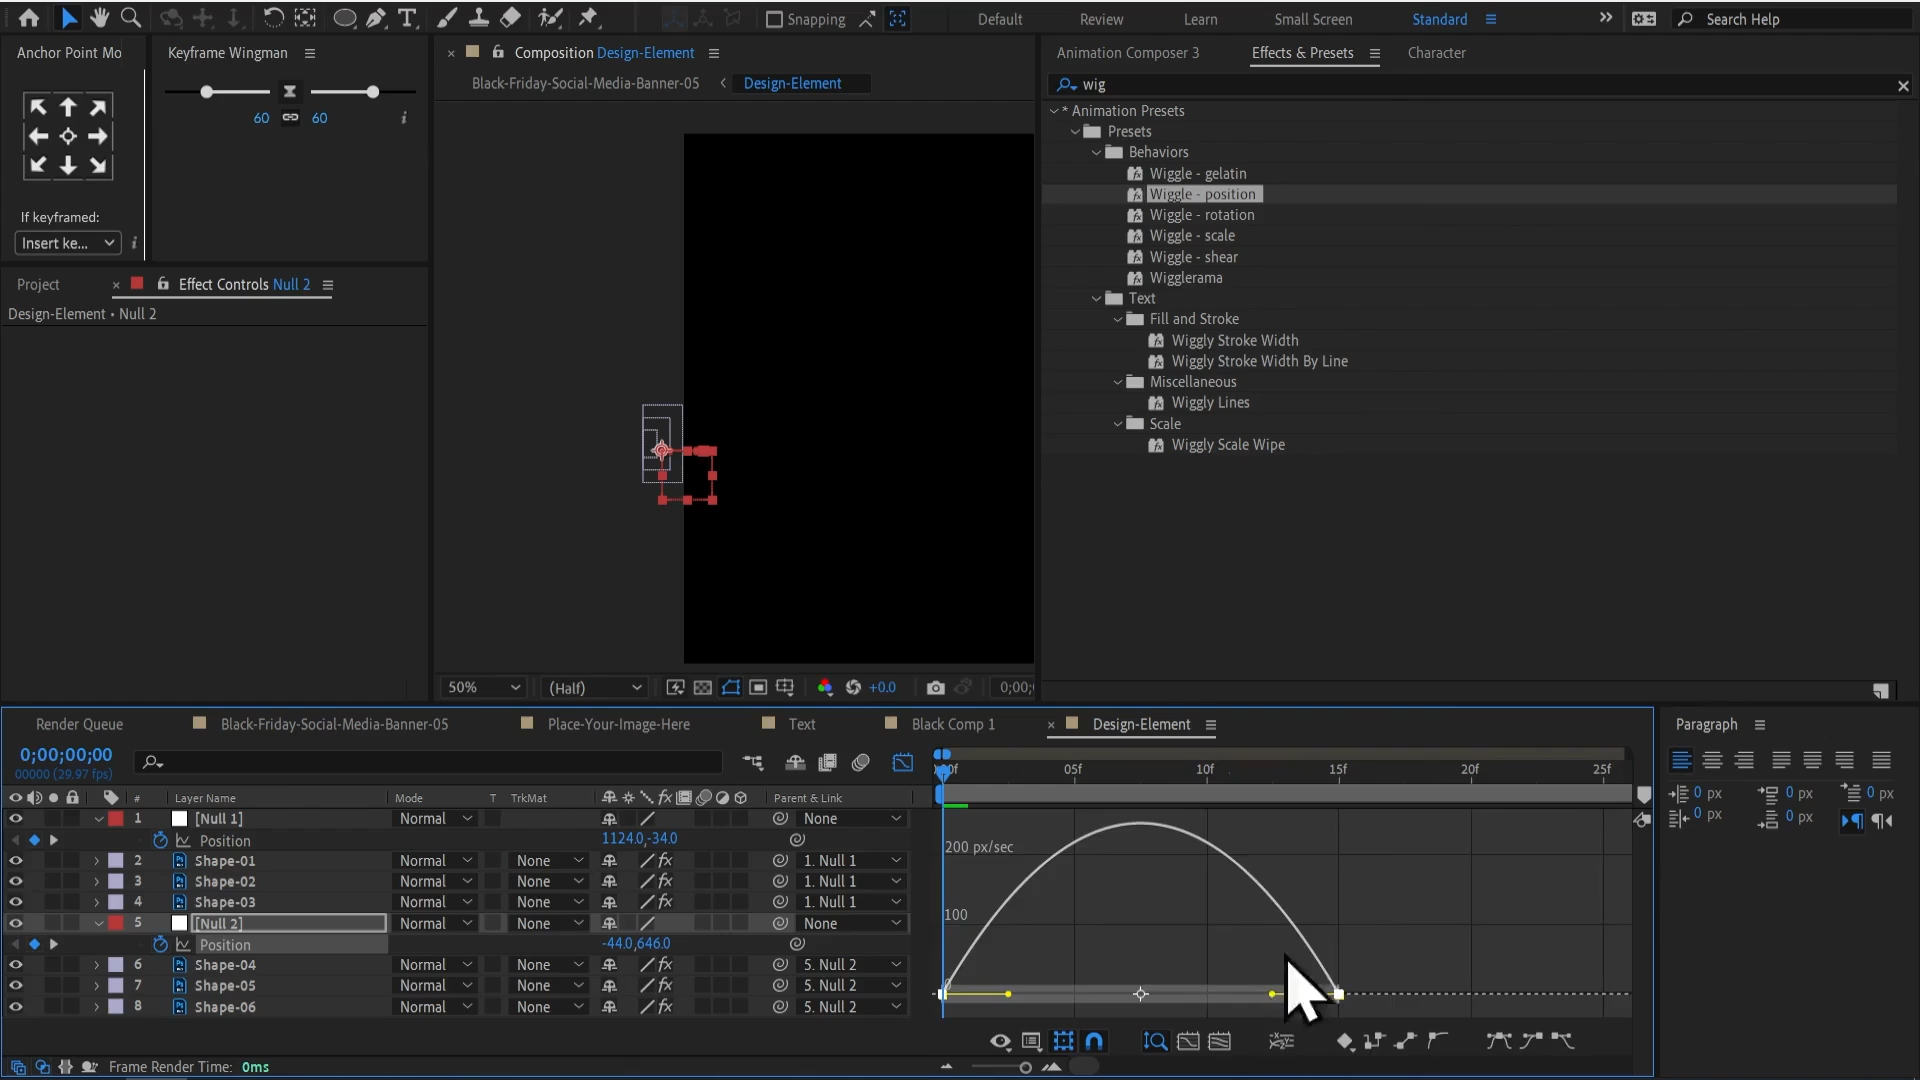 Snapping
Default
Review
Learn
Small Screen
Standard
Search Help
Anchor Point Mo
Keyframe Wingman
Composition Design-Element
Animation Composer 3
Effects & Presets
Character
Black-Friday-Social-Media-Banner-05
Design-Element
wig
60
60
* Animation Presets
Presets
Behaviors
Wiggle - gelatin
Wiggle - position
Wiggle - rotation
Wiggle - scale
Wiggle - shear
Wigglerama
Text
Fill and Stroke
Wiggly Stroke Width
Wiggly Stroke Width By Line
Miscellaneous
Wiggly Lines
Scale
Wiggly Scale Wipe
If keyframed:
Insert ke...
Project
Effect Controls Null 2
Design-Element • Null 2
50%
(Half)
+0.0
Render Queue
Black-Friday-Social-Media-Banner-05
Place-Your-Image-Here
Text
Black Comp 1
Design-Element
Paragraph
0;00;00;00
00000 (29.97 fps)
05f
10f
15f
20f
25f
# Layer Name Mode T TrkMat Parent & Link
1 [Null 1] Normal None
Position 1124.0,-34.0
2 Shape-01 Normal None 1. Null 1
3 Shape-02 Normal None 1. Null 1
4 Shape-03 Normal None 1. Null 1
5 [Null 2] Normal None
Position -44.0,646.0
6 Shape-04 Normal None 5. Null 2
7 Shape-05 Normal None 5. Null 2
8 Shape-06 Normal None 5. Null 2
200 px/sec
100
0 px 0 px 0 px
0 px 0 px
Frame Render Time: 0ms